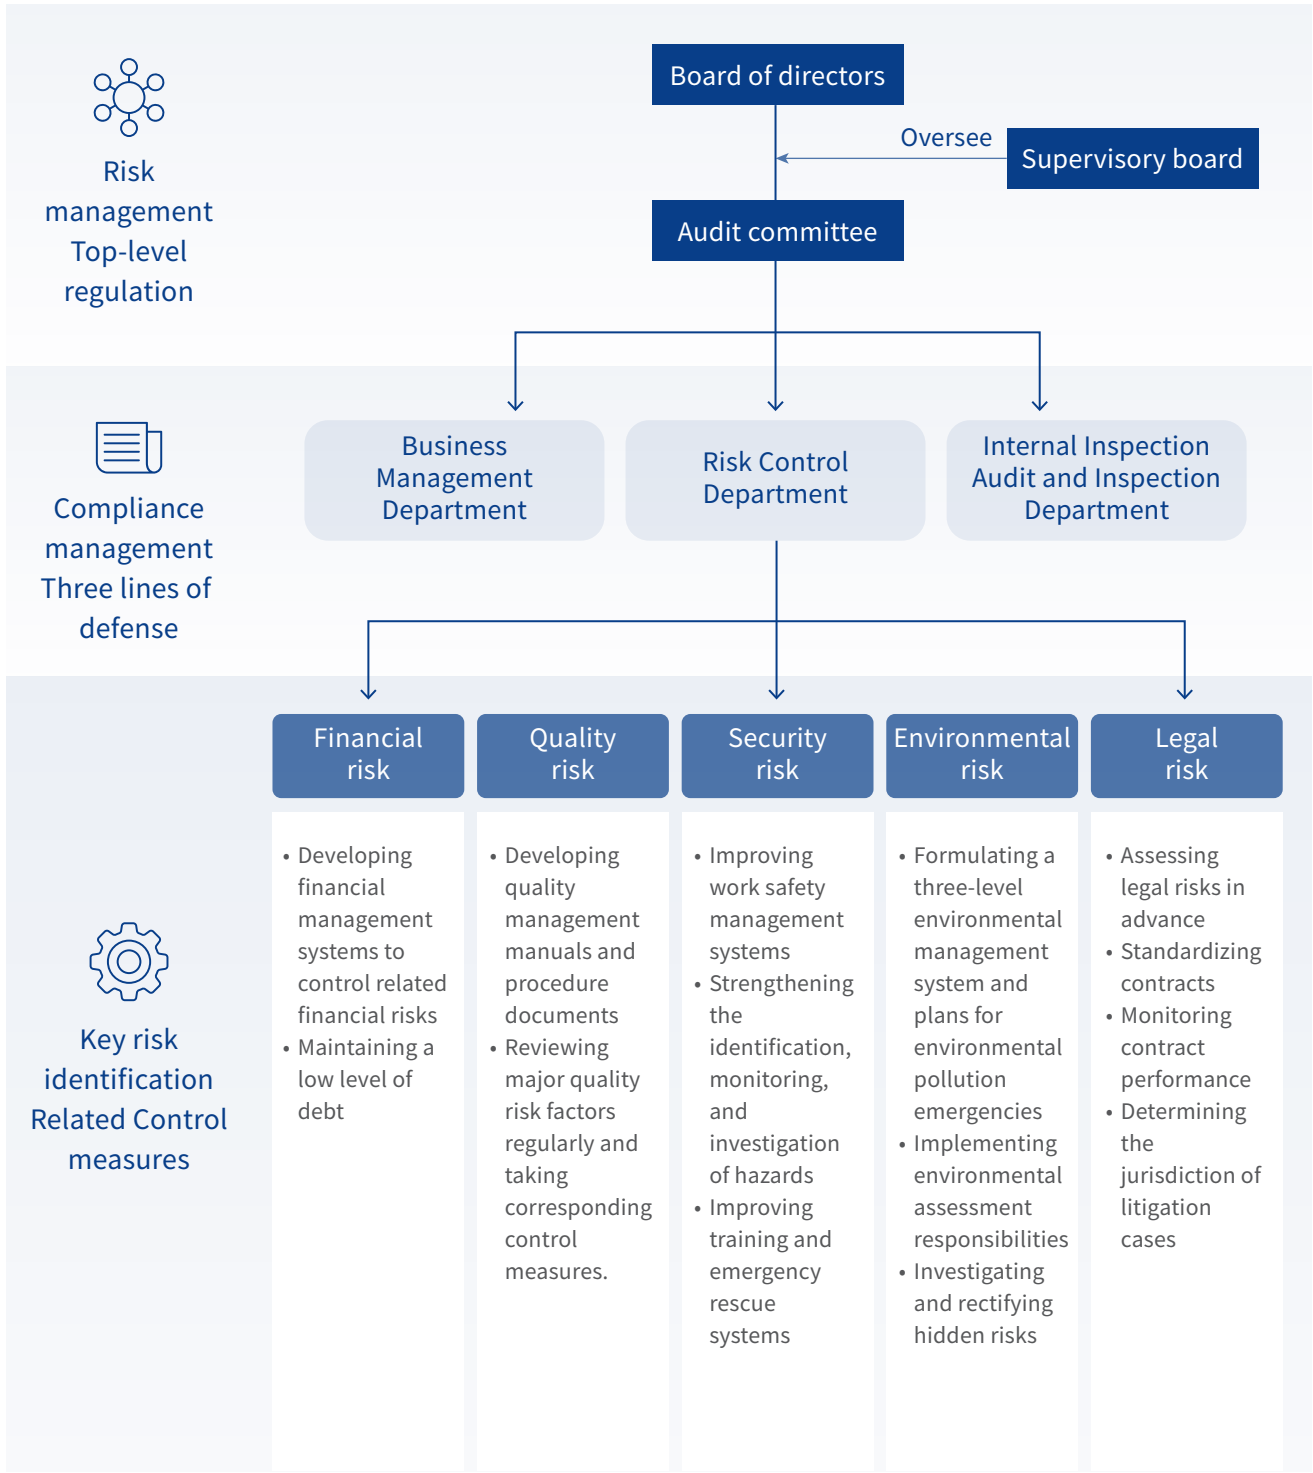 Board of directors
Oversee
Supervisory board
Audit committee
Risk
management
Top-level
regulation
Business
Management
Department
Risk Control
Department
Internal Inspection
Audit and Inspection
Department
Compliance
management
Three lines of
defense
Financial
risk
Quality
risk
Security
risk
Environmental
risk
Legal
risk
Key risk
identification
Related Control
measures
• Developing
financial
management
systems to
control related
financial risks
• Maintaining a
low level of
debt
• Developing
quality
management
manuals and
procedure
documents
• Reviewing
major quality
risk factors
regularly and
taking
corresponding
control
measures.
• Improving
work safety
management
systems
• Strengthening
the
identification,
monitoring,
and
investigation
of hazards
• Improving
training and
emergency
rescue
systems
• Formulating a
three-level
environmental
management
system and
plans for
environmental
pollution
emergencies
• Implementing
environmental
assessment
responsibilities
• Investigating
and rectifying
hidden risks
• Assessing
legal risks in
advance
• Standardizing
contracts
• Monitoring
contract
performance
• Determining
the
jurisdiction of
litigation
cases